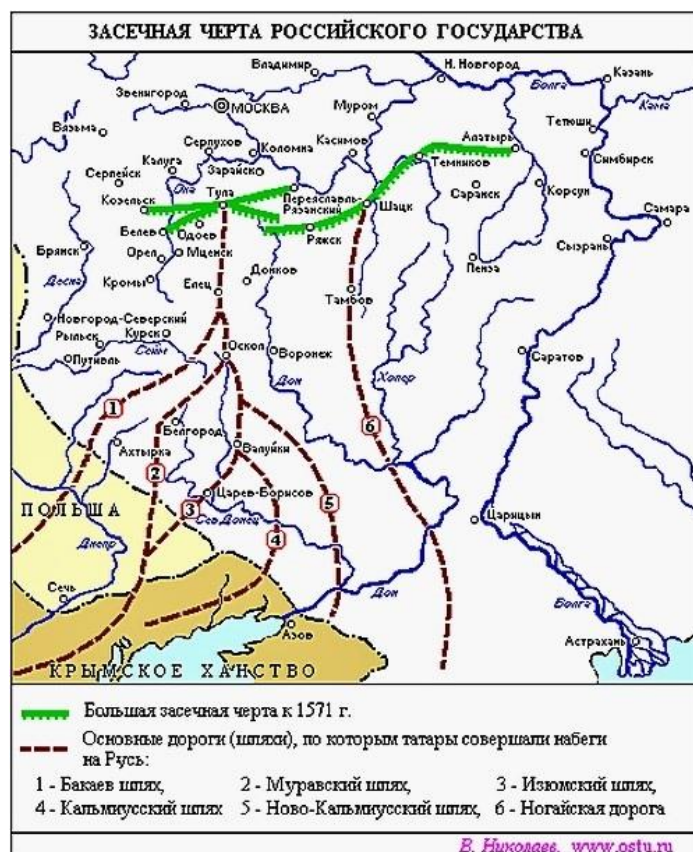 ЗАСЕЧНАЯ ЧЕРТА РОССИЙСКОГО ГОСУДАРСТВА
Владимир
Н. Новгород
Казань
Волга
Кама
Звенигород
МОСКВА
Муром
Тетюши
Вязьма
Серпухов
Коломна
Касимов
Алатырь
Калуга
Зарайск
Темников
Симбирск
Серпейск
Ока
Тула
Переяславль-
Рязанский
Шацк
Саранск
Корсун
Козельск
Самара
Белев
Одоев
Ряжск
Сызрань
Брянск
Орел
Мценск
Донков
Пенза
Десна
Кромы
Елец
Тамбов
Новгород-Северский
Рыльск
Курск
Путивль
Сейм
Оскол
Воронеж
Саратов
Дон
Хопер
1
Белгород
6
Ахтырка
Валуйки
2
Царев-Борисов
3
5
ПОЛЬША
Сев.Донец
Царицын
4
Днепр
Сечь
Дон
Волга
Азов
Астрахань
КРЫМСКОЕ ХАНСТВО
Большая засечная черта к 1571 г.
Основные дороги (шляхи), по которым татары совершали набеги
на Русь:
1 - Бакаев шлях, 2 - Муравский шлях, 3 - Изюмский шлях,
4 - Кальмиусский шлях 5 - Ново-Кальмиусский шлях, 6 - Ногайская дорога
В. Николаев, www.ostu.ru